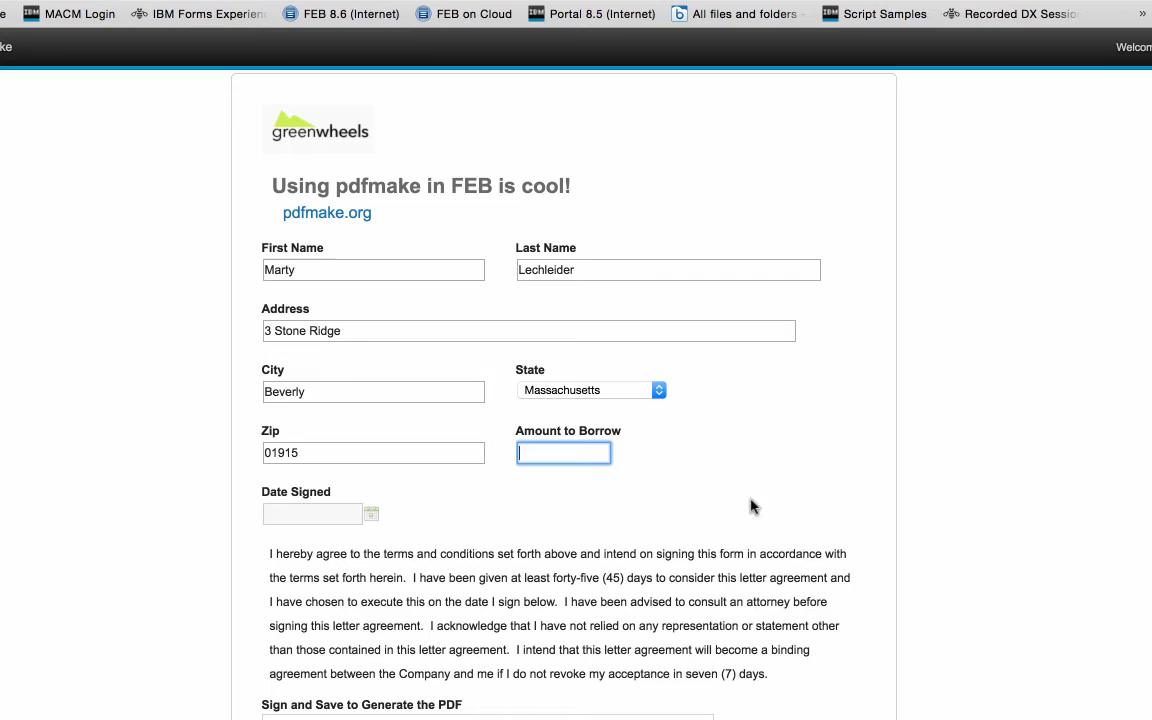 e MACM Login IBM Forms Experien FEB 8.6 (Internet) FEB on Cloud Portal 8.5 (Internet) All files and folders Script Samples Recorded DX Sessio »
ke Welcom
greenwheels
Using pdfmake in FEB is cool!
pdfmake.org
First Name Last Name
Marty Lechleider
Address
3 Stone Ridge
City State
Beverly Massachusetts
Zip Amount to Borrow
01915
Date Signed
I hereby agree to the terms and conditions set forth above and intend on signing this form in accordance with
the terms set forth herein. I have been given at least forty-five (45) days to consider this letter agreement and
I have chosen to execute this on the date I sign below. I have been advised to consult an attorney before
signing this letter agreement. I acknowledge that I have not relied on any representation or statement other
than those contained in this letter agreement. I intend that this letter agreement will become a binding
agreement between the Company and me if I do not revoke my acceptance in seven (7) days.
Sign and Save to Generate the PDF